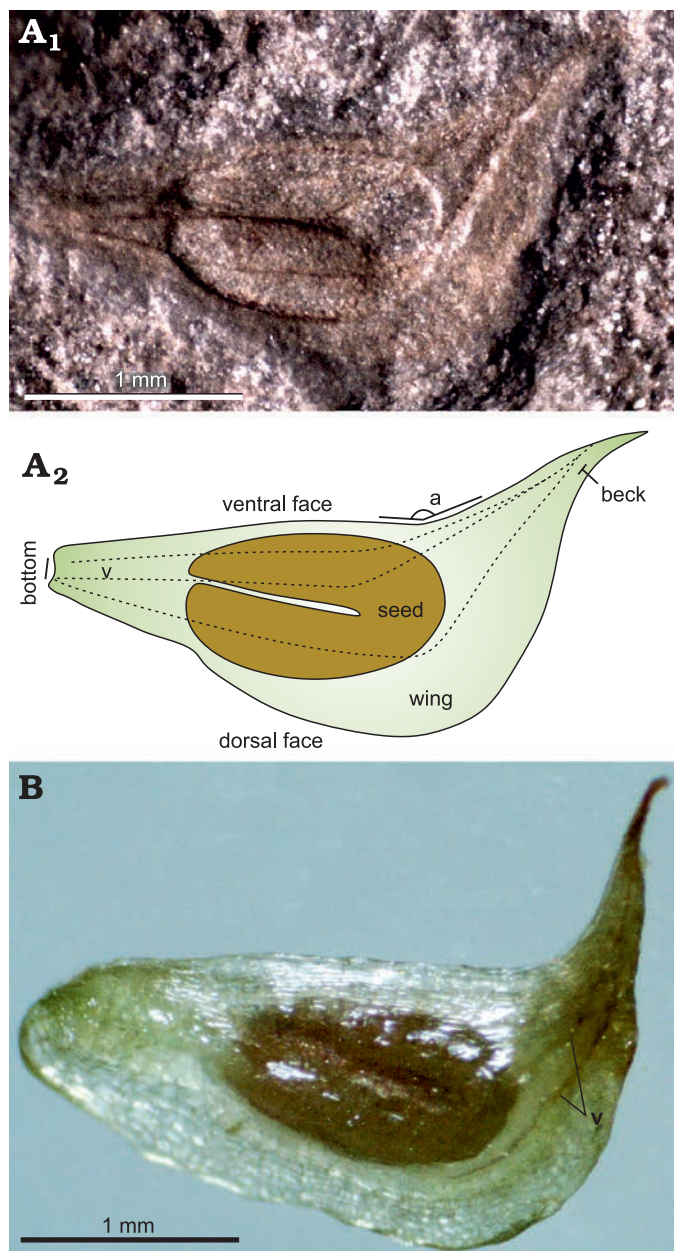 A1
1 mm
A2
ventral face
a
beck
bottom
v
seed
wing
dorsal face
B
v
1 mm